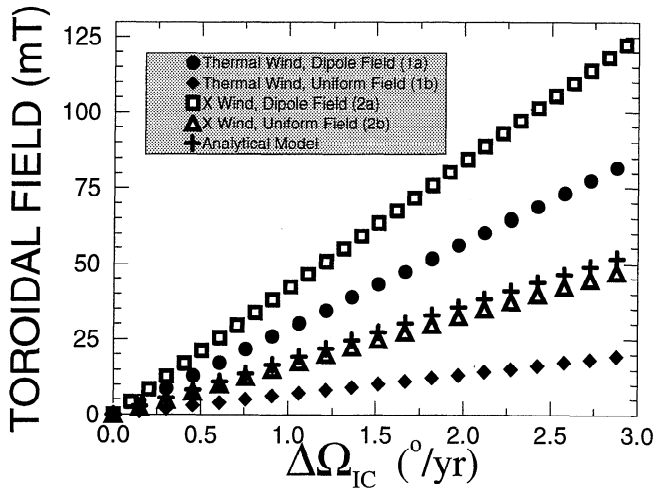 TOROIDAL FIELD (mT)
125
100
75
50
25
0
Thermal Wind, Dipole Field (1a)
Thermal Wind, Uniform Field (1b)
X Wind, Dipole Field (2a)
X Wind, Uniform Field (2b)
Analytical Model
0.0 0.5 1.0 1.5 2.0 2.5 3.0
ΔΩIC (°/yr)